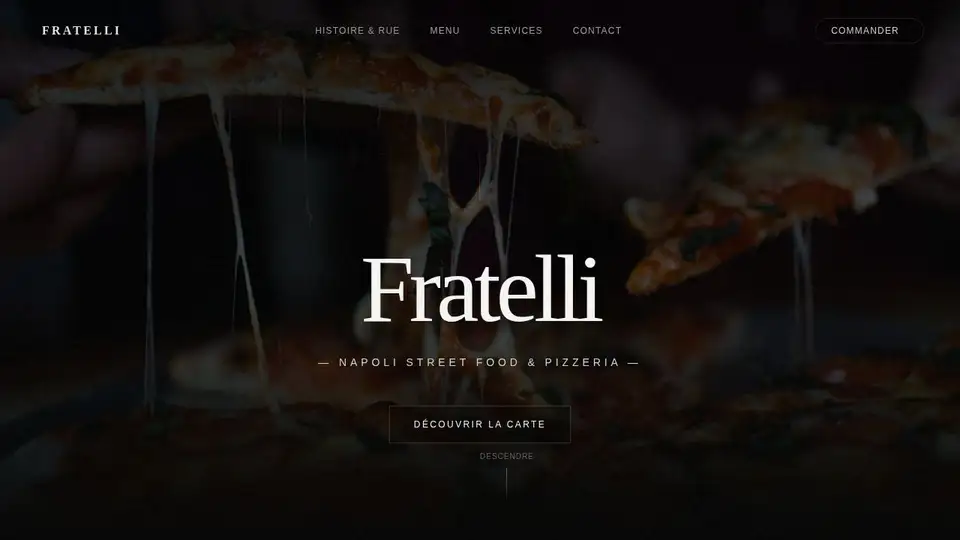 FRATELLI
HISTOIRE & RUE
MENU
SERVICES
CONTACT
COMMANDER
Fratelli
— NAPOLI STREET FOOD & PIZZERIA —
DÉCOUVRIR LA CARTE
DESCENDRE